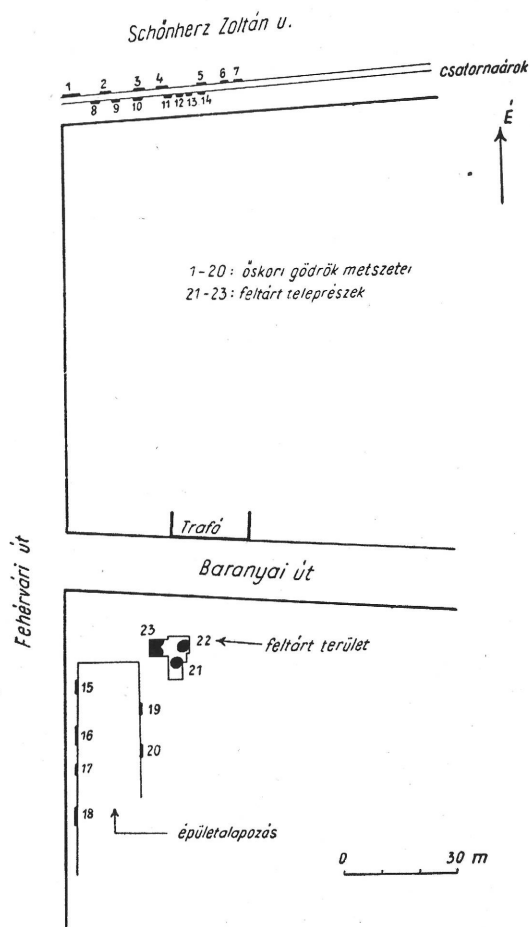 Schönherz Zoltán u.
1 2 3 4 5 6 7
csatornaárok
8 9 10 11 12 13 14
É
1-20: őskori gödrök metszetei
21-23: feltárt teleprészek
Trafó
Fehérvári út
Baranyai út
23 22 feltárt terület
21
15
19
16
20
17
18
épületalapozás
0 30 m